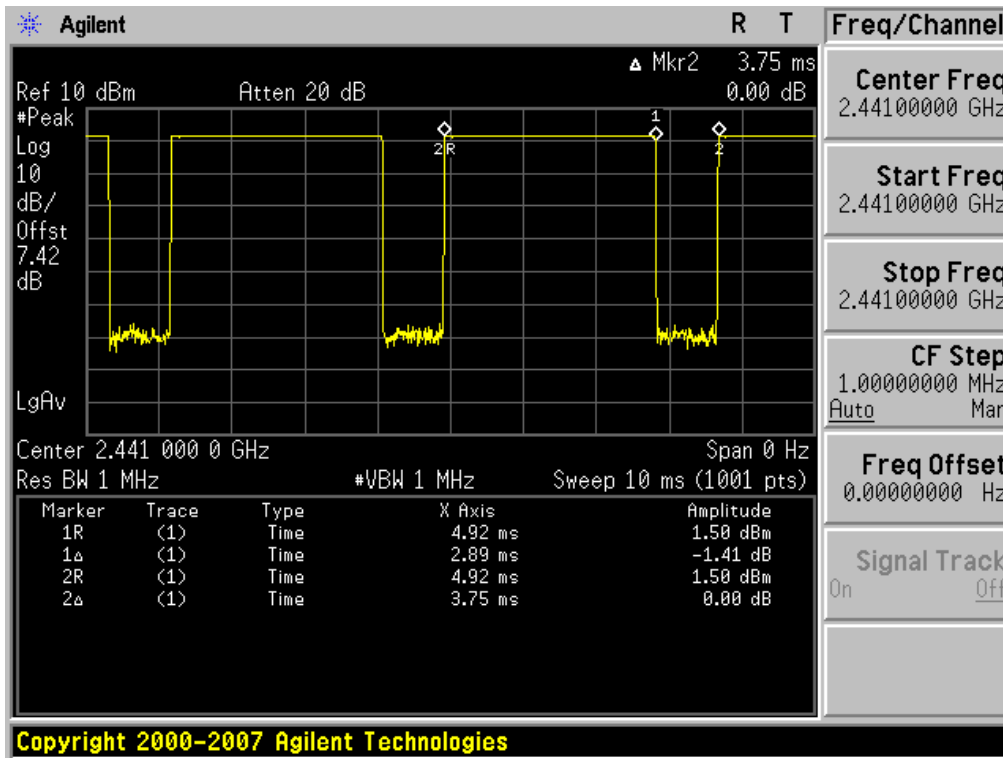 Agilent R T
Freq/Channel
Δ Mkr2 3.75 ms
Ref 10 dBm Atten 20 dB 0.00 dB
#Peak
Log
10
dB/
Offst
7.42
dB
LgAv
1
2R
2
Center 2.441 000 0 GHz Span 0 Hz
Res BW 1 MHz #VBW 1 MHz Sweep 10 ms (1001 pts)
Marker Trace Type X Axis Amplitude
1R (1) Time 4.92 ms 1.50 dBm
1Δ (1) Time 2.89 ms -1.41 dB
2R (1) Time 4.92 ms 1.50 dBm
2Δ (1) Time 3.75 ms 0.00 dB
Center Freq
2.44100000 GHz
Start Freq
2.44100000 GHz
Stop Freq
2.44100000 GHz
CF Step
1.00000000 MHz
Auto Man
Freq Offset
0.00000000 Hz
Signal Track
On Off
Copyright 2000-2007 Agilent Technologies